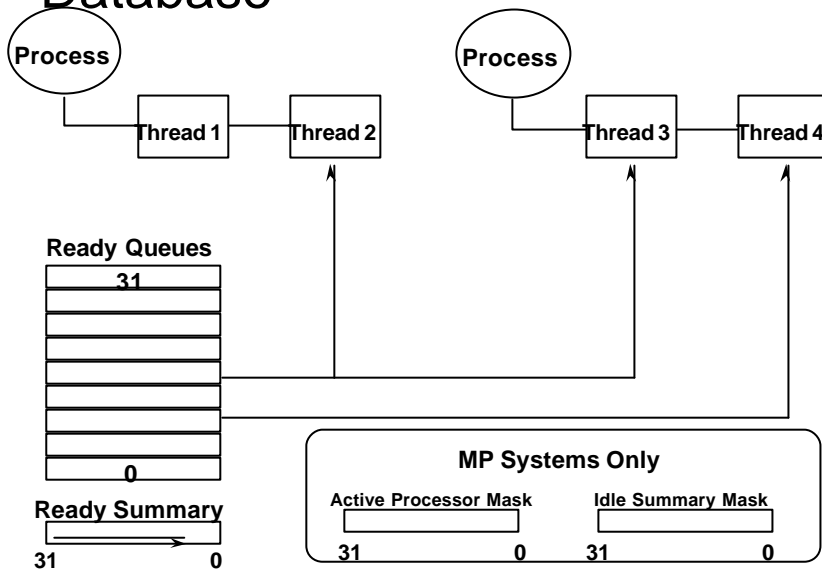 Database
Process
Process
Thread 1
Thread 2
Thread 3
Thread 4
Ready Queues
31
0
Ready Summary
31 0
MP Systems Only
Active Processor Mask
31 0
Idle Summary Mask
31 0